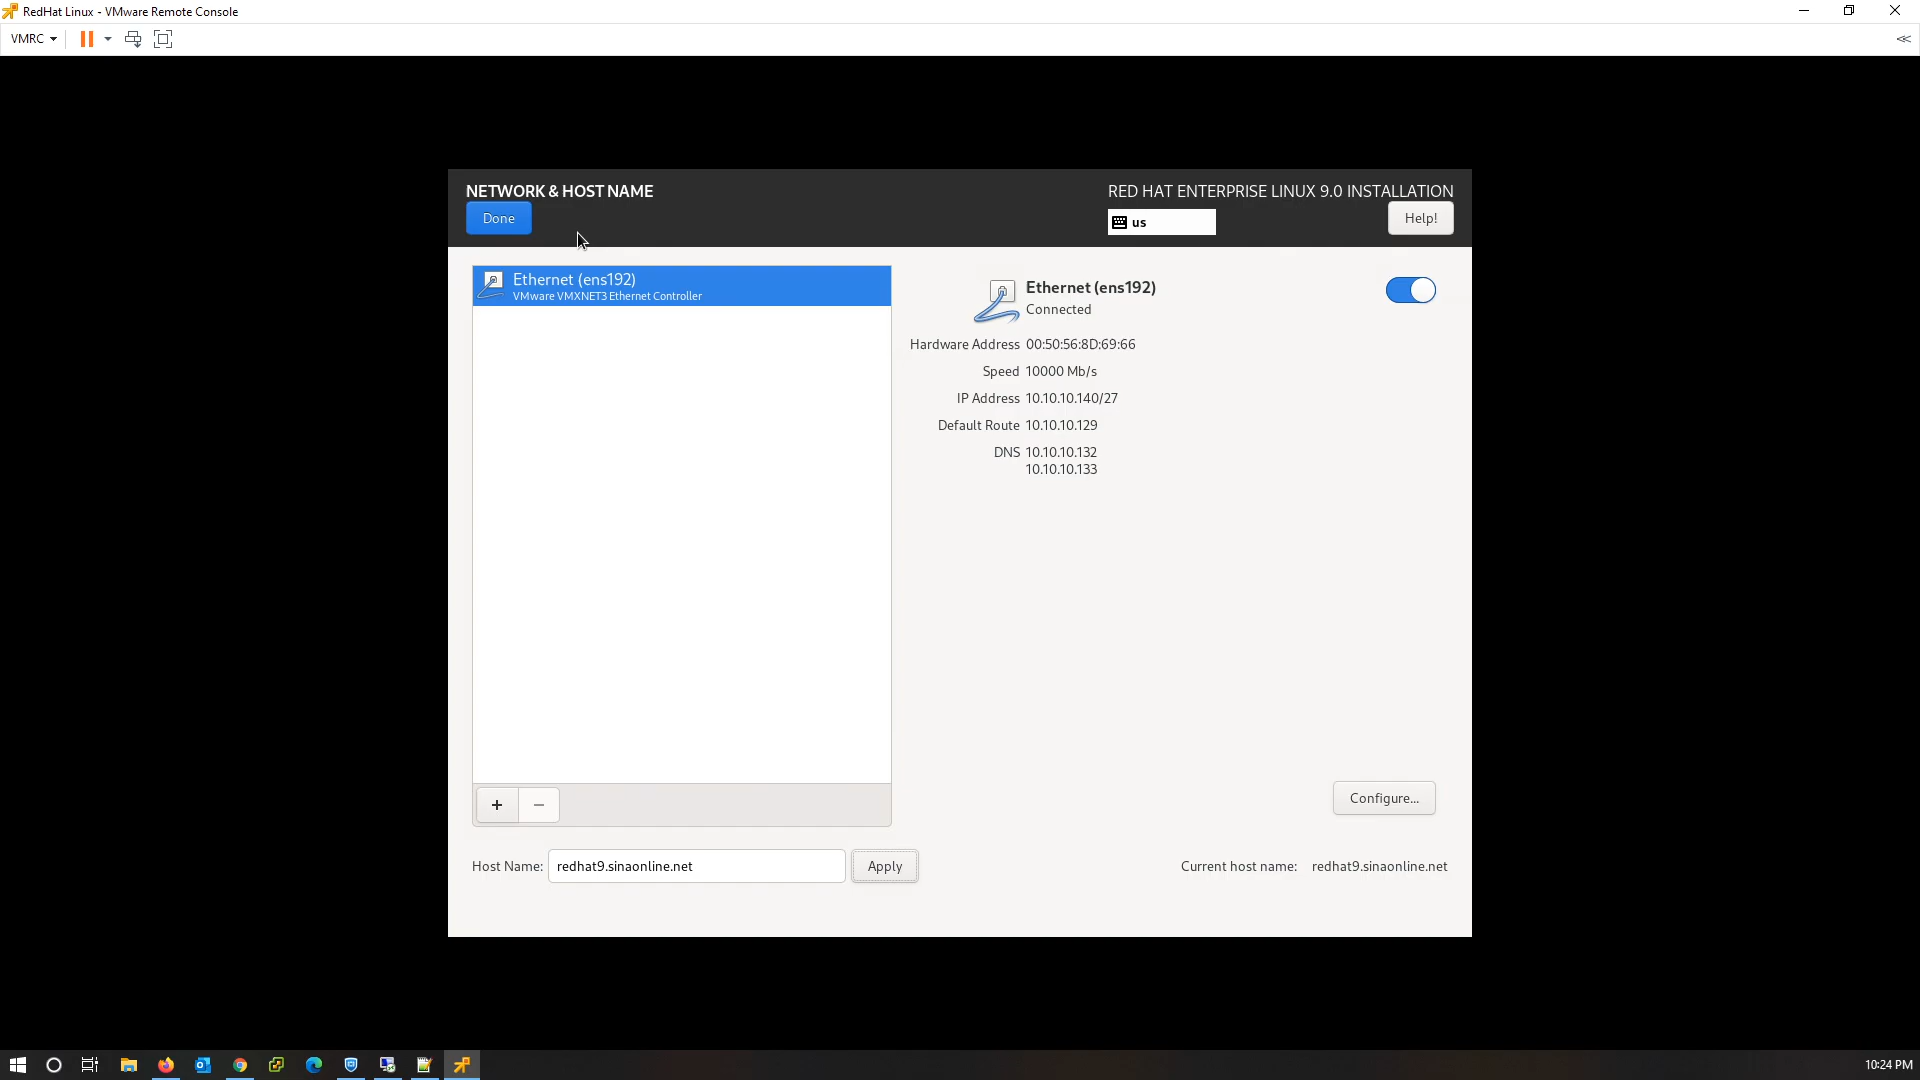 RedHat Linux - VMware Remote Console
VMRC
NETWORK & HOST NAME
RED HAT ENTERPRISE LINUX 9.0 INSTALLATION
Done
us
Help!
Ethernet (ens192)
VMware VMXNET3 Ethernet Controller
Ethernet (ens192)
Connected
Hardware Address 00:50:56:8D:69:66
Speed 10000 Mb/s
IP Address 10.10.10.140/27
Default Route 10.10.10.129
DNS 10.10.10.132
10.10.10.133
+ −
Configure...
Host Name: redhat9.sinaonline.net Apply Current host name: redhat9.sinaonline.net
10:24 PM